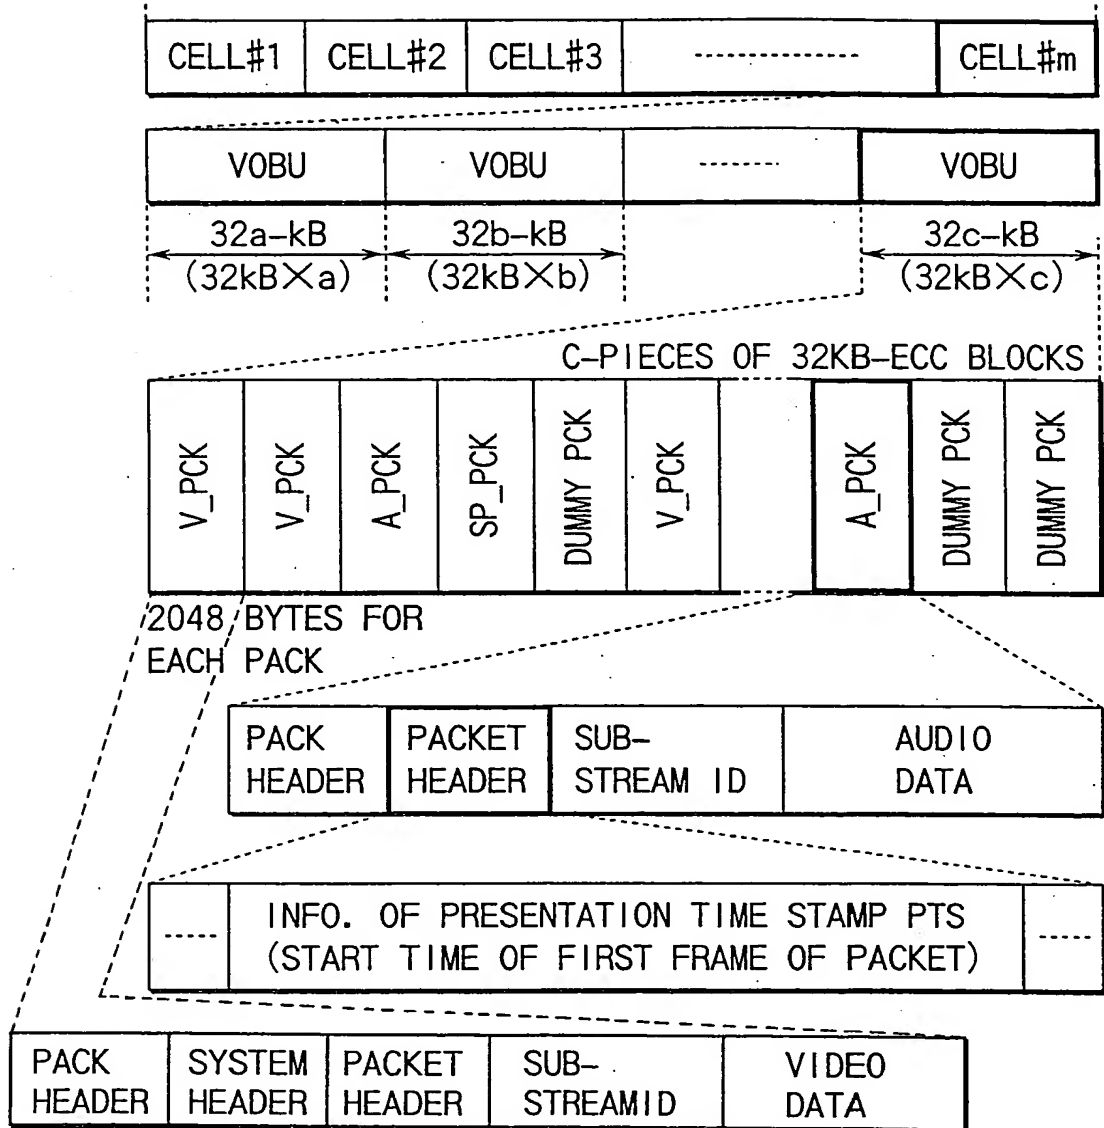 CELL#1 CELL#2 CELL#3 CELL#m
VOBU VOBU VOBU
32a-kB 32b-kB 32c-kB
(32kB×a) (32kB×b) (32kB×c)
C-PIECES OF 32KB-ECC BLOCKS
V_PCK V_PCK A_PCK SP_PCK DUMMY PCK V_PCK A_PCK DUMMY PCK DUMMY PCK
2048 BYTES FOR
EACH PACK
PACK PACKET SUB- AUDIO
HEADER HEADER STREAM ID DATA
INFO. OF PRESENTATION TIME STAMP PTS
(START TIME OF FIRST FRAME OF PACKET)
PACK SYSTEM PACKET SUB- VIDEO
HEADER HEADER HEADER STREAMID DATA